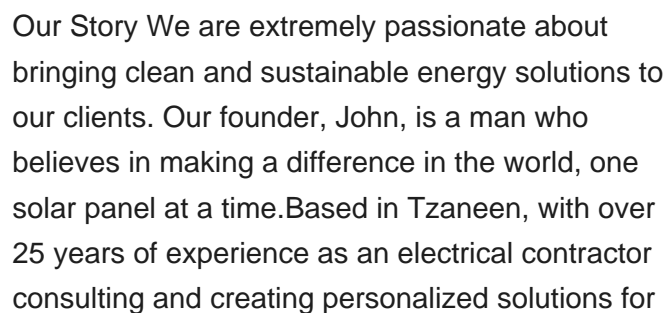 Our Story We are extremely passionate about
bringing clean and sustainable energy solutions to
our clients. Our founder, John, is a man who
believes in making a difference in the world, one
solar panel at a time.Based in Tzaneen, with over
25 years of experience as an electrical contractor
consulting and creating personalized solutions for